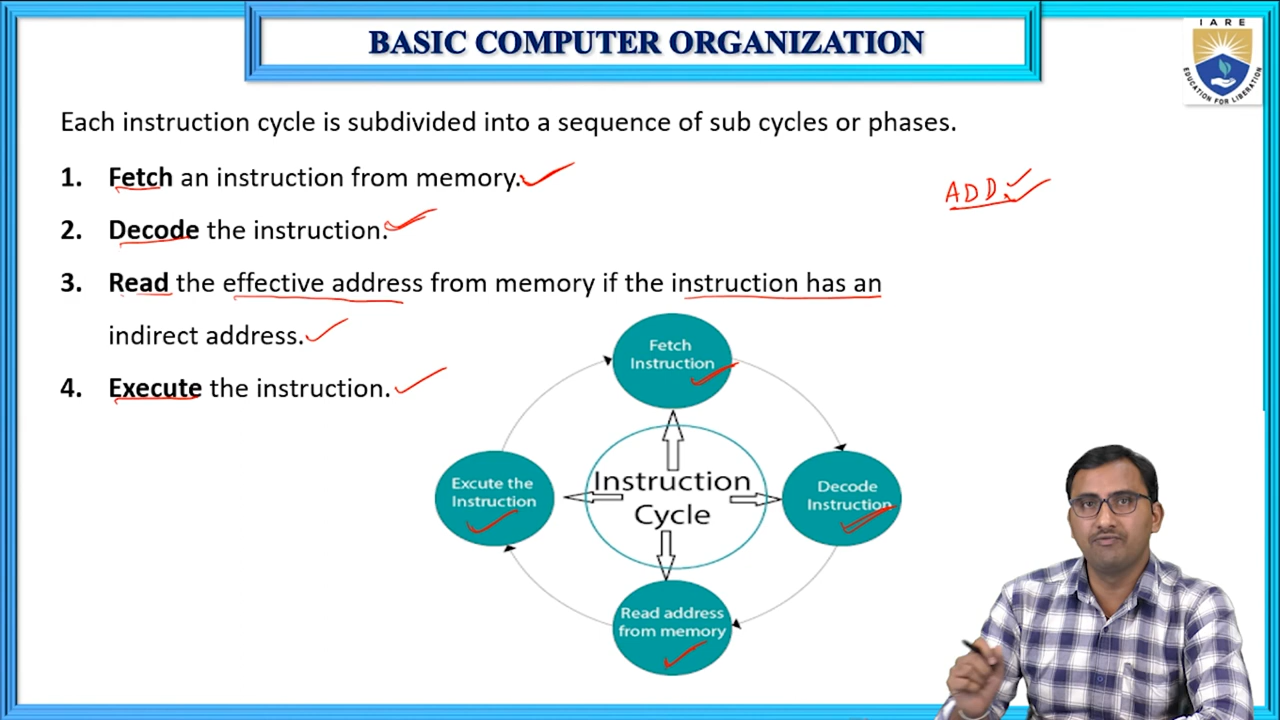 BASIC COMPUTER ORGANIZATION
IARE
EDUCATION FOR LIBERATION
Each instruction cycle is subdivided into a sequence of sub cycles or phases.
1. Fetch an instruction from memory.
ADD
2. Decode the instruction.
3. Read the effective address from memory if the instruction has an
indirect address.
4. Execute the instruction.
Fetch
Instruction
Excute the
Instruction
Instruction
Cycle
Decode
Instruction
Read address
from memory